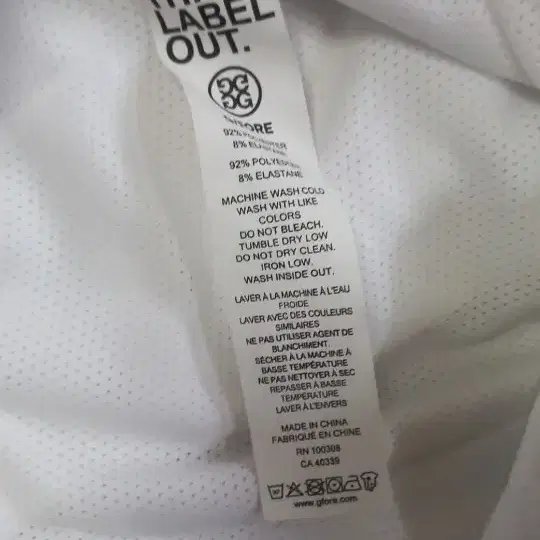 LABEL
OUT.
G/FORE
92% POLYESTER
8% ELASTANE
92% POLYESTER
8% ELASTANE
MACHINE WASH COLD
WASH WITH LIKE
COLORS
DO NOT BLEACH.
TUMBLE DRY LOW
DO NOT DRY CLEAN.
IRON LOW.
WASH INSIDE OUT.
LAVER À LA MACHINE À L'EAU
FROIDE
LAVER AVEC DES COULEURS
SIMILAIRES
NE PAS UTILISER AGENT DE
BLANCHIMENT.
SÉCHER À LA MACHINE À
BASSE TEMPÉRATURE
NE PAS NETTOYER À SEC
REPASSER À BASSE
TEMPÉRATURE
LAVER À L'ENVERS
MADE IN CHINA
FABRIQUÉ EN CHINE
RN 100308
CA 40339
www.gfore.com